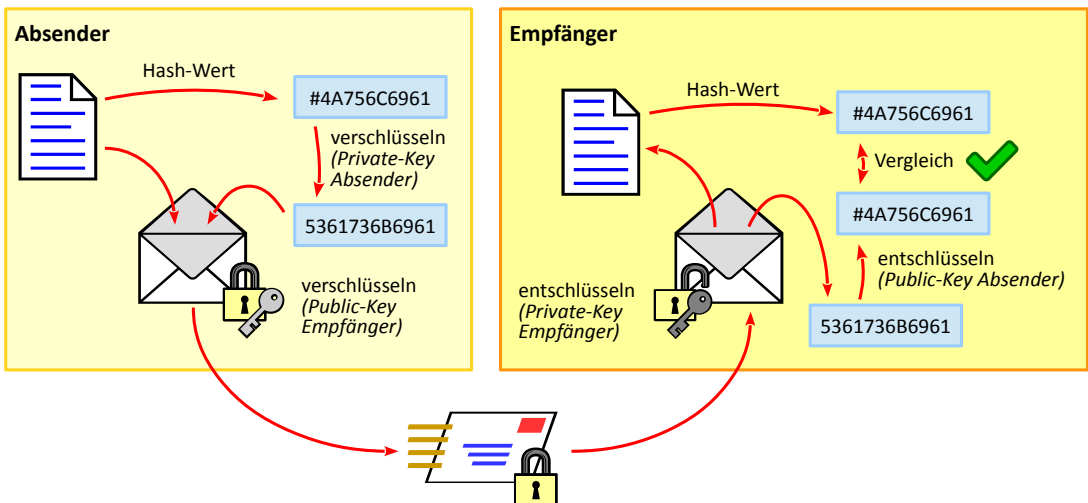 Absender
Hash-Wert
#4A756C6961
verschlüsseln
(Private-Key
Absender)
5361736B6961
verschlüsseln
(Public-Key
Empfänger)
Empfänger
Hash-Wert
#4A756C6961
Vergleich
#4A756C6961
entschlüsseln
(Public-Key Absender)
entschlüsseln
(Private-Key
Empfänger)
5361736B6961